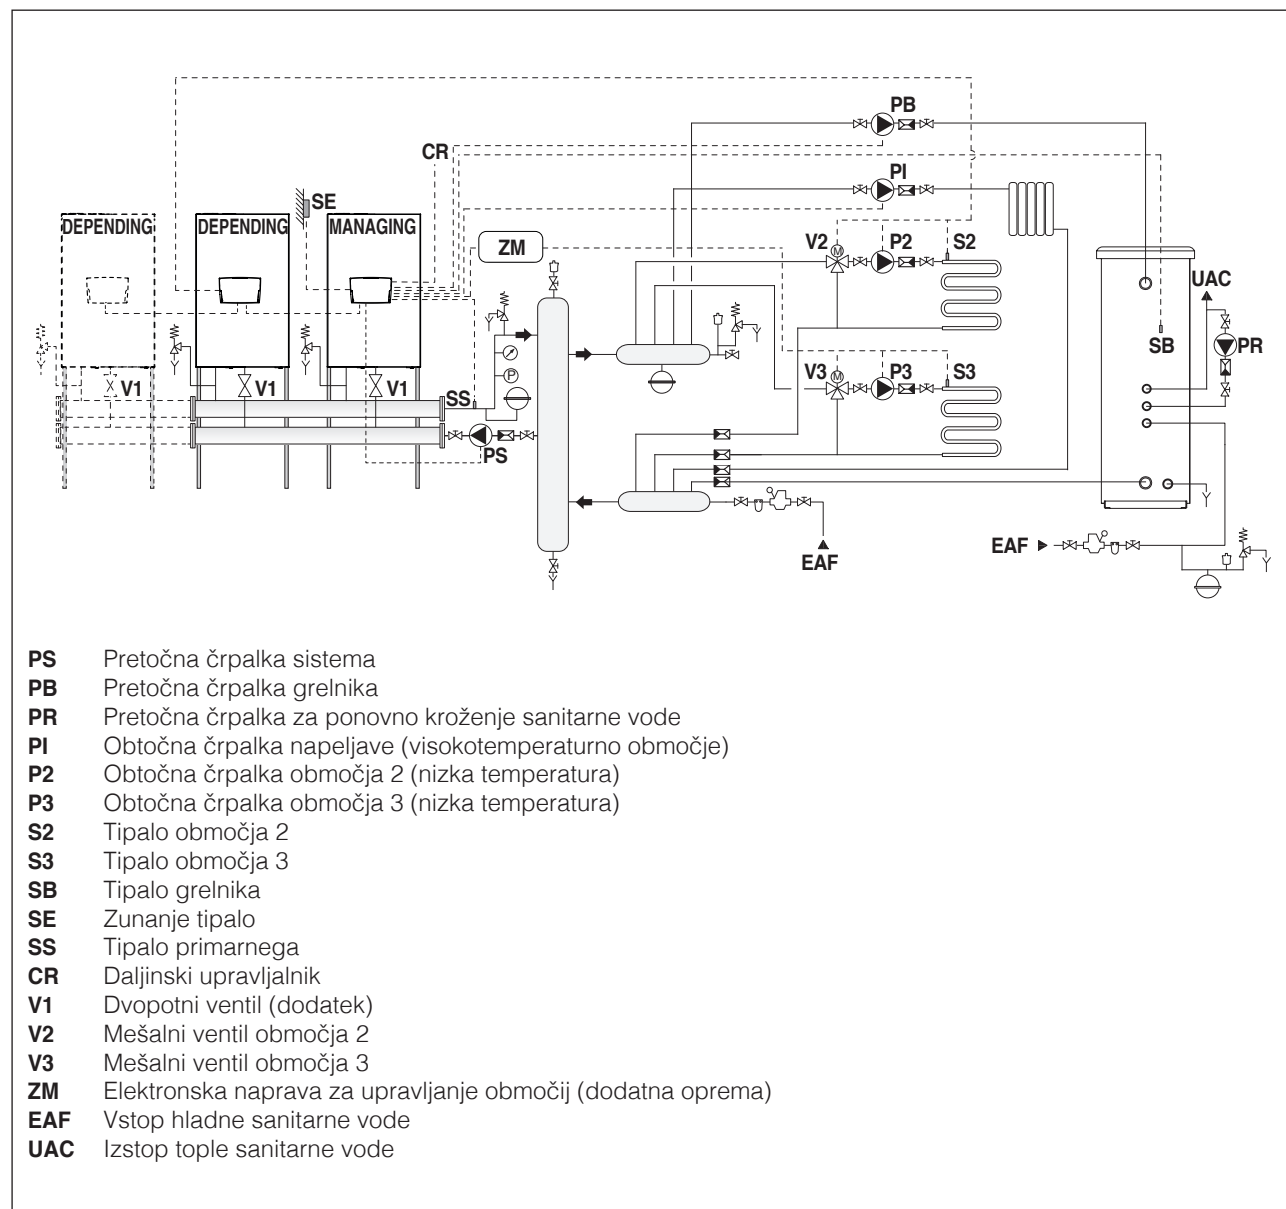 PB
CR
PI
SE
DEPENDING DEPENDING MANAGING
ZM
V2 P2 S2
M
UAC
SB PR
V3 P3 S3
M
P
V1 V1 V1
SS
PS
EAF
EAF
PS Pretočna črpalka sistema
PB Pretočna črpalka grelnika
PR Pretočna črpalka za ponovno kroženje sanitarne vode
PI Obtočna črpalka napeljave (visokotemperaturno območje)
P2 Obtočna črpalka območja 2 (nizka temperatura)
P3 Obtočna črpalka območja 3 (nizka temperatura)
S2 Tipalo območja 2
S3 Tipalo območja 3
SB Tipalo grelnika
SE Zunanje tipalo
SS Tipalo primarnega
CR Daljinski upravljalnik
V1 Dvopotni ventil (dodatek)
V2 Mešalni ventil območja 2
V3 Mešalni ventil območja 3
ZM Elektronska naprava za upravljanje območij (dodatna oprema)
EAF Vstop hladne sanitarne vode
UAC Izstop tople sanitarne vode